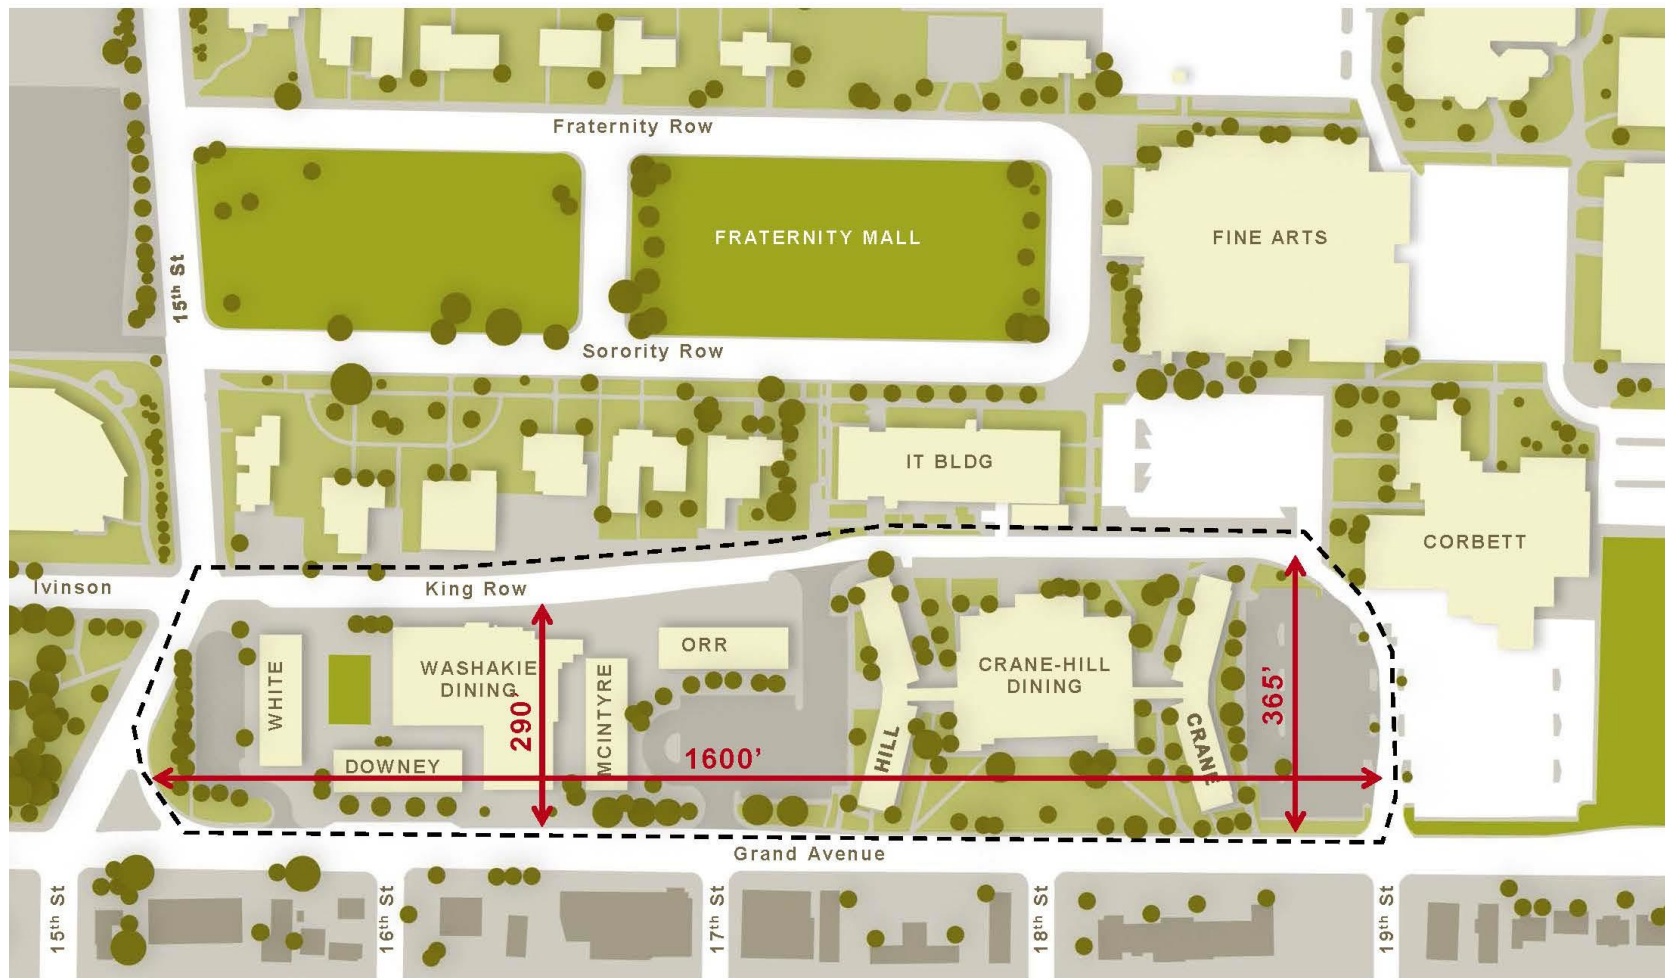 Fraternity Row
FRATERNITY MALL
FINE ARTS
15th St
Sorority Row
IT BLDG
CORBETT
Ivinson
King Row
ORR
WHITE
WASHAKIE
DINING
MCINTYRE
CRANE-HILL
DINING
290'
365'
HILL
CRANE
DOWNEY
1600'
Grand Avenue
15th St
16th St
17th St
18th St
19th St